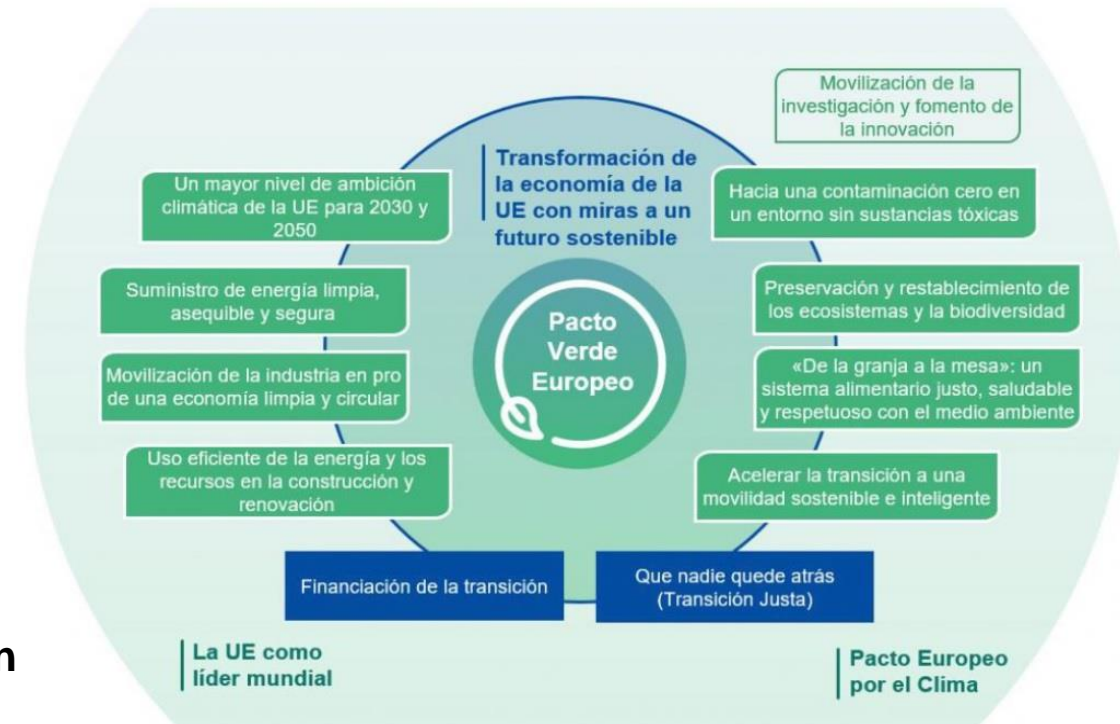 Movilización de la
investigación y fomento de
la innovación
Transformación de
la economía de la
UE con miras a un
futuro sostenible
Un mayor nivel de ambición
climática de la UE para 2030 y
2050
Hacia una contaminación cero en
un entorno sin sustancias tóxicas
Suministro de energía limpia,
asequible y segura
Preservación y restablecimiento de
los ecosistemas y la biodiversidad
Pacto
Verde
Europeo
Movilización de la industria en pro
de una economía limpia y circular
«De la granja a la mesa»: un
sistema alimentario justo, saludable
y respetuoso con el medio ambiente
Uso eficiente de la energía y los
recursos en la construcción y
renovación
Acelerar la transición a una
movilidad sostenible e inteligente
Financiación de la transición
Que nadie quede atrás
(Transición Justa)
La UE como
líder mundial
Pacto Europeo
por el Clima